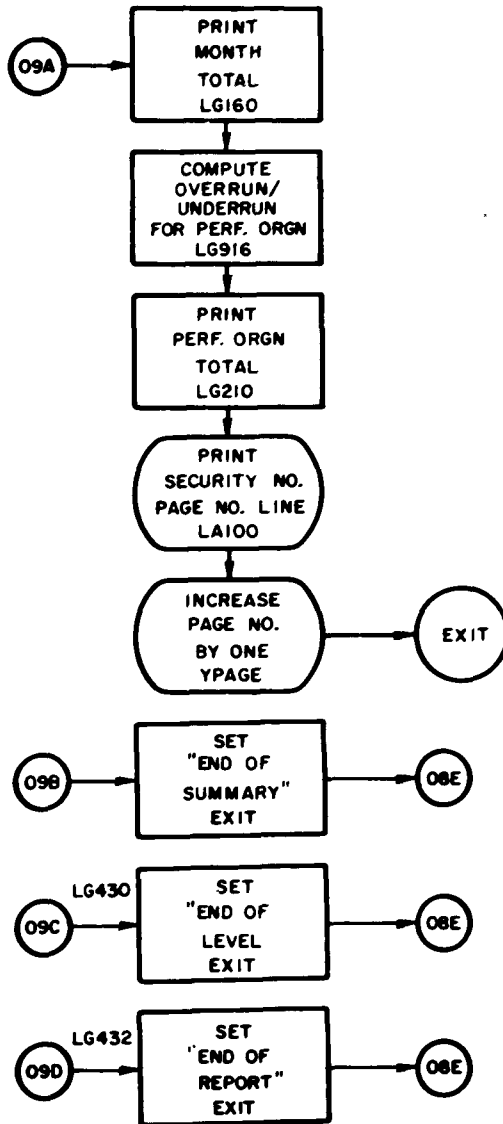 09A
PRINT
MONTH
TOTAL
LG160
COMPUTE
OVERRUN/
UNDERRUN
FOR PERF. ORGN
LG916
PRINT
PERF. ORGN
TOTAL
LG210
PRINT
SECURITY NO.
PAGE NO. LINE
LA100
INCREASE
PAGE NO.
BY ONE
YPAGE
EXIT
09B
SET
"END OF
SUMMARY"
EXIT
08E
LG430
09C
SET
"END OF
LEVEL
EXIT
08E
LG432
09D
SET
"END OF
REPORT"
EXIT
08E